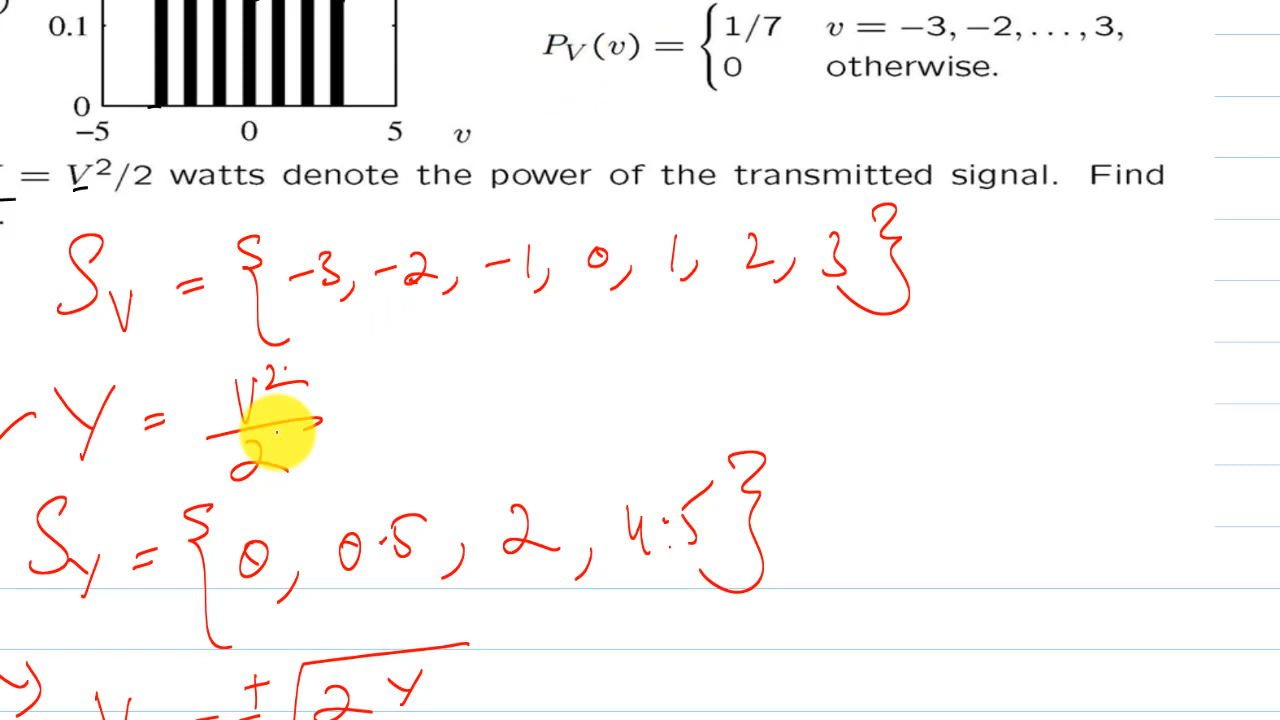 0.1
0
−5 0 5 v
P_V(v) = { 1/7 v = −3, −2, . . . , 3,
0 otherwise.
= V²/2 watts denote the power of the transmitted signal. Find
S_V = { -3, -2, -1, 0, 1, 2, 3 }
Y = V²/2
S_Y = { 0, 0.5, 2, 4.5 }
V = ± √2Y